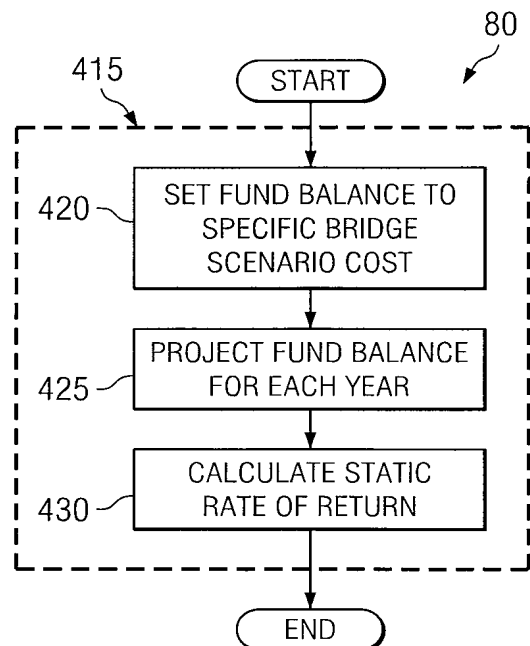 80
415
START
420
SET FUND BALANCE TO
SPECIFIC BRIDGE
SCENARIO COST
425
PROJECT FUND BALANCE
FOR EACH YEAR
430
CALCULATE STATIC
RATE OF RETURN
END